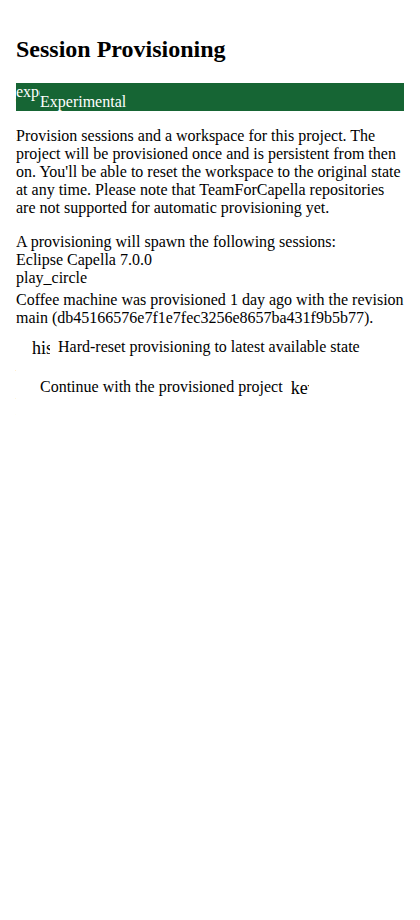 Session Provisioning
exp Experimental
Provision sessions and a workspace for this project. The
project will be provisioned once and is persistent from then
on. You'll be able to reset the workspace to the original state
at any time. Please note that TeamForCapella repositories
are not supported for automatic provisioning yet.
A provisioning will spawn the following sessions:
Eclipse Capella 7.0.0
play_circle
Coffee machine was provisioned 1 day ago with the revision
main (db45166576e7f1e7fec3256e8657ba431f9b5b77).
his Hard-reset provisioning to latest available state
Continue with the provisioned project ke